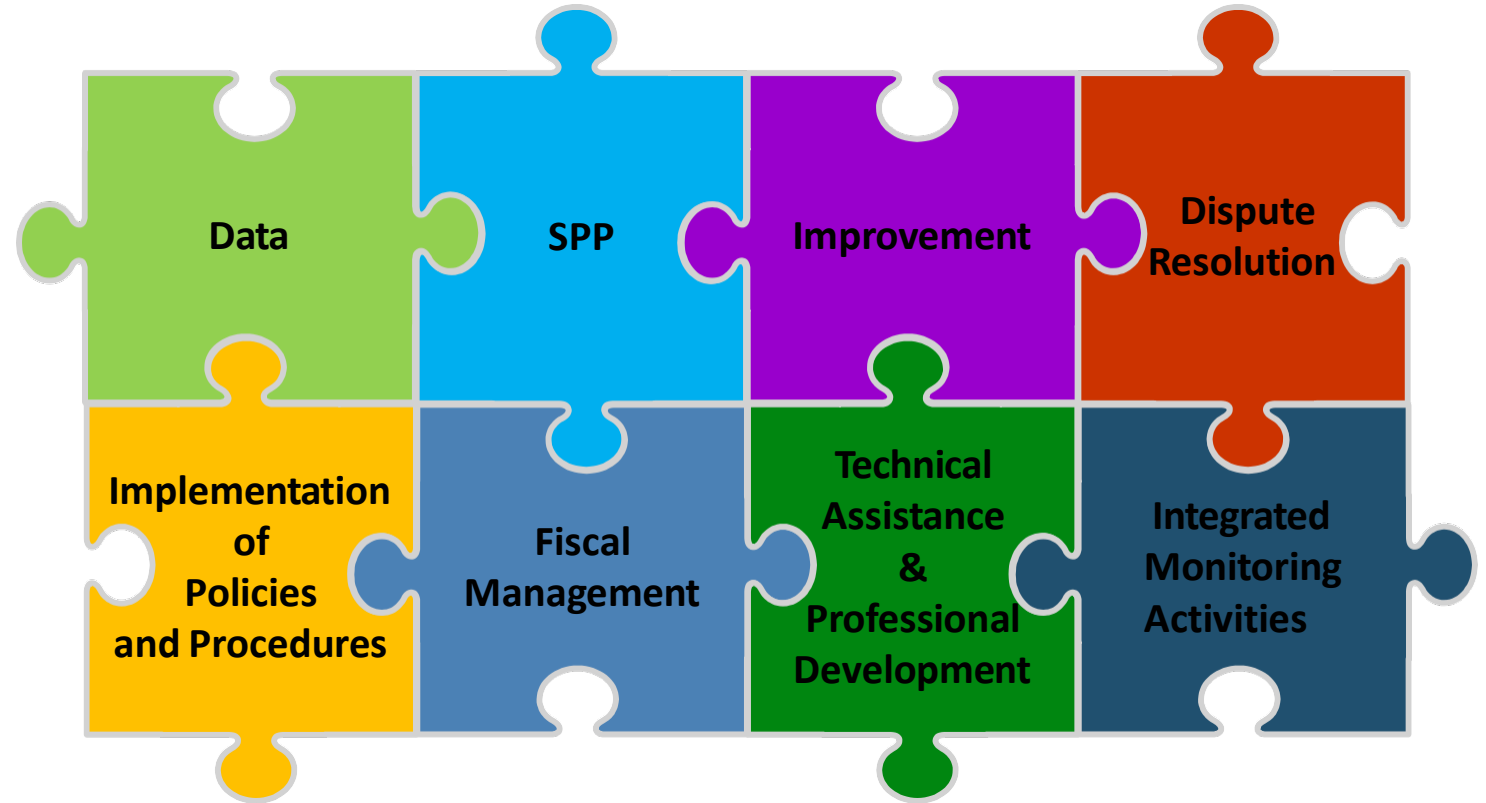 Data
SPP
Improvement
Dispute
Resolution
Implementation
of
Policies
and Procedures
Fiscal
Management
Technical
Assistance
&
Professional
Development
Integrated
Monitoring
Activities